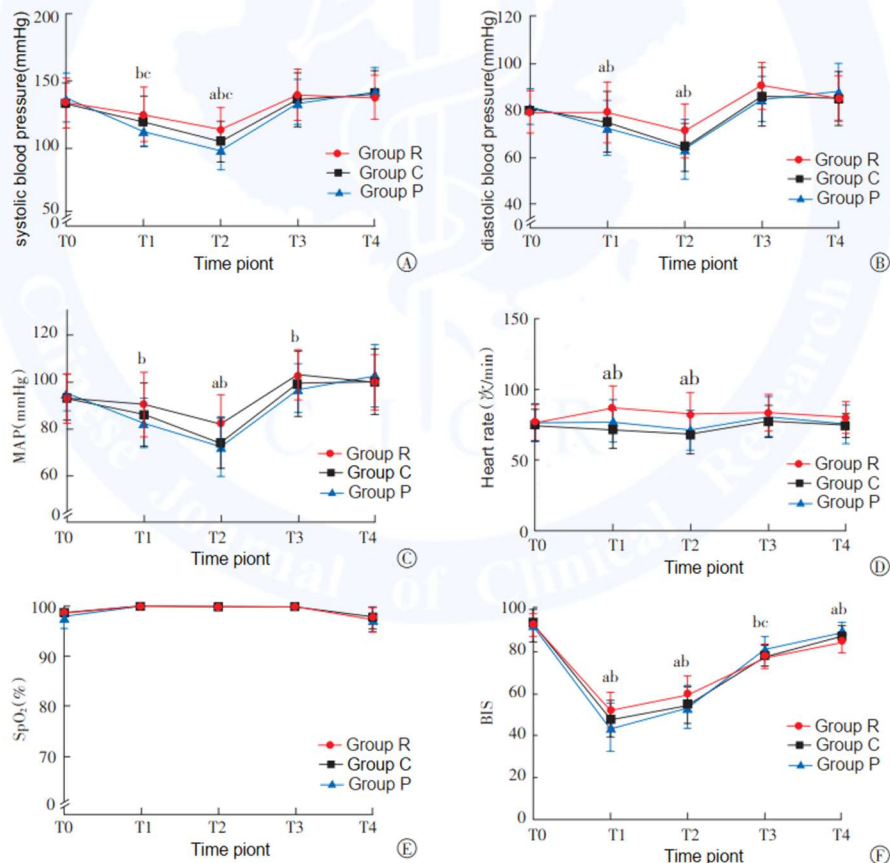 systolic blood pressure(mmHg)
200
150
100
50
0
bc
abc
Group R
Group C
Group P
T0 T1 T2 T3 T4
Time piont
A
diastolic blood pressure(mmHg)
120
100
80
60
40
0
ab
ab
Group R
Group C
Group P
T0 T1 T2 T3 T4
Time piont
B
MAP(mmHg)
120
100
80
60
0
b
ab
b
Group R
Group C
Group P
T0 T1 T2 T3 T4
Time piont
C
Heart rate(次/min)
150
100
75
50
0
ab
ab
Group R
Group C
Group P
T0 T1 T2 T3 T4
Time piont
D
SpO₂(%)
100
90
80
70
0
Group R
Group C
Group P
T0 T1 T2 T3 T4
Time piont
E
BIS
100
80
60
40
20
0
ab
ab
bc
ab
Group R
Group C
Group P
T0 T1 T2 T3 T4
Time piont
F
Journal of Clinical Research